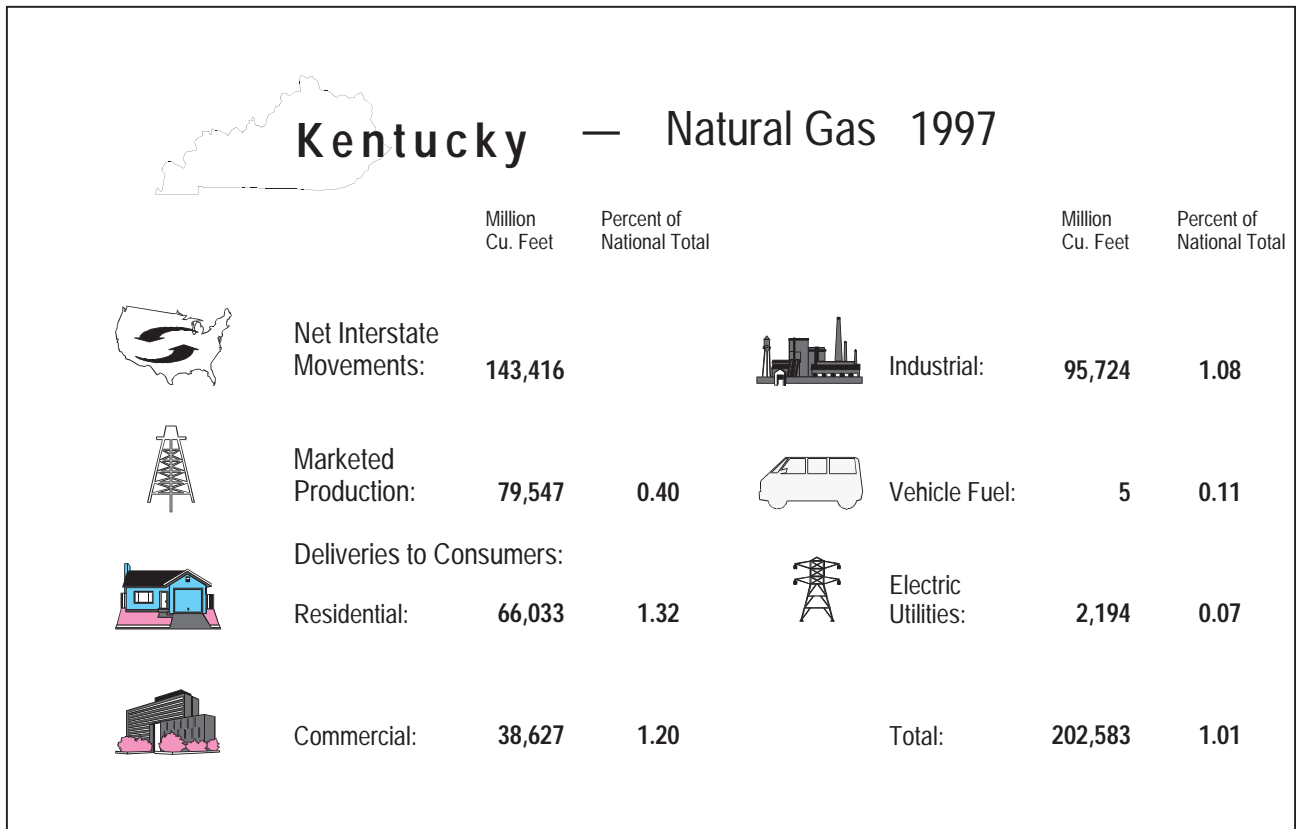 Kentucky — Natural Gas 1997
Million Percent of
Cu. Feet National Total
Million Percent of
Cu. Feet National Total
Net Interstate
Movements: 143,416
Industrial: 95,724 1.08
Marketed
Production: 79,547 0.40
Vehicle Fuel: 5 0.11
Deliveries to Consumers:
Residential: 66,033 1.32
Electric
Utilities: 2,194 0.07
Commercial: 38,627 1.20
Total: 202,583 1.01